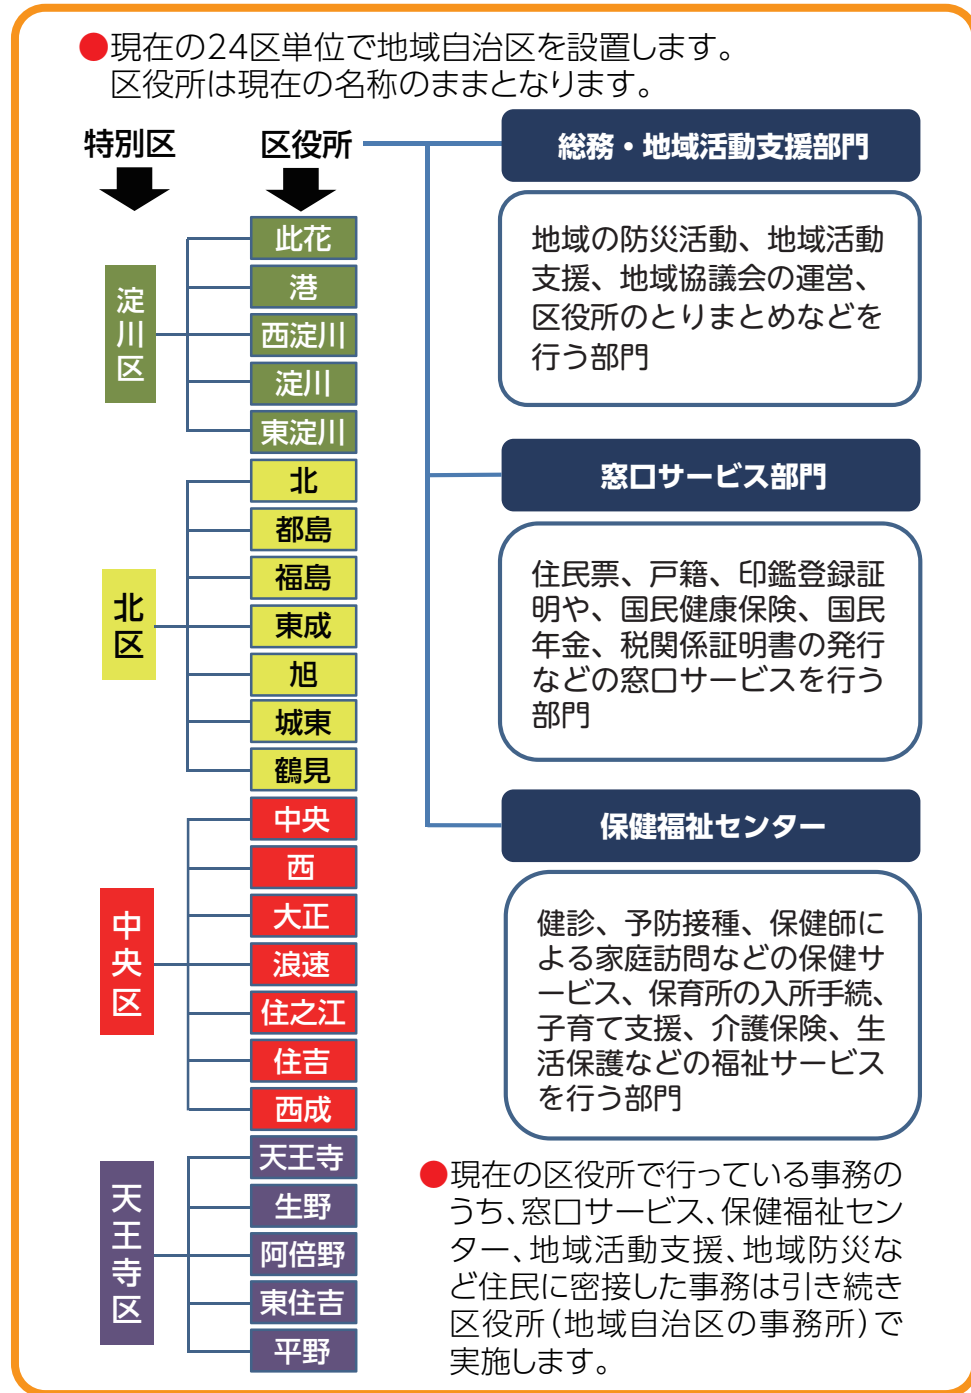 ●現在の24区単位で地域自治区を設置します。
区役所は現在の名称のままとなります。
特別区
区役所
淀川区
此花
港
西淀川
淀川
東淀川
北区
北
都島
福島
東成
旭
城東
鶴見
中央区
中央
西
大正
浪速
住之江
住吉
西成
天王寺区
天王寺
生野
阿倍野
東住吉
平野
総務・地域活動支援部門
地域の防災活動、地域活動
支援、地域協議会の運営、
区役所のとりまとめなどを
行う部門
窓口サービス部門
住民票、戸籍、印鑑登録証
明や、国民健康保険、国民
年金、税関係証明書の発行
などの窓口サービスを行う
部門
保健福祉センター
健診、予防接種、保健師に
よる家庭訪問などの保健サ
ービス、保育所の入所手続、
子育て支援、介護保険、生
活保護などの福祉サービス
を行う部門
●現在の区役所で行っている事務の
うち、窓口サービス、保健福祉セン
ター、地域活動支援、地域防災な
ど住民に密接した事務は引き続き
区役所(地域自治区の事務所)で
実施します。